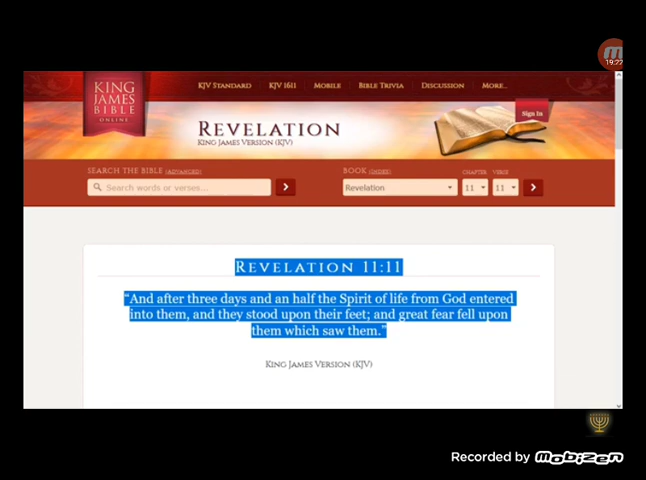 19:27
KING
JAMES
BIBLE
ONLINE
KJV STANDARD KJV 1611 MOBILE BIBLE TRIVIA DISCUSSION MORE...
Sign In
REVELATION
KING JAMES VERSION (KJV)
SEARCH THE BIBLE (ADVANCED) BOOK (INDEX) CHAPTER VERSE
Search words or verses... Revelation 11 11
REVELATION 11:11
“And after three days and an half the Spirit of life from God entered
into them, and they stood upon their feet; and great fear fell upon
them which saw them.”
KING JAMES VERSION (KJV)
Recorded by mobizen